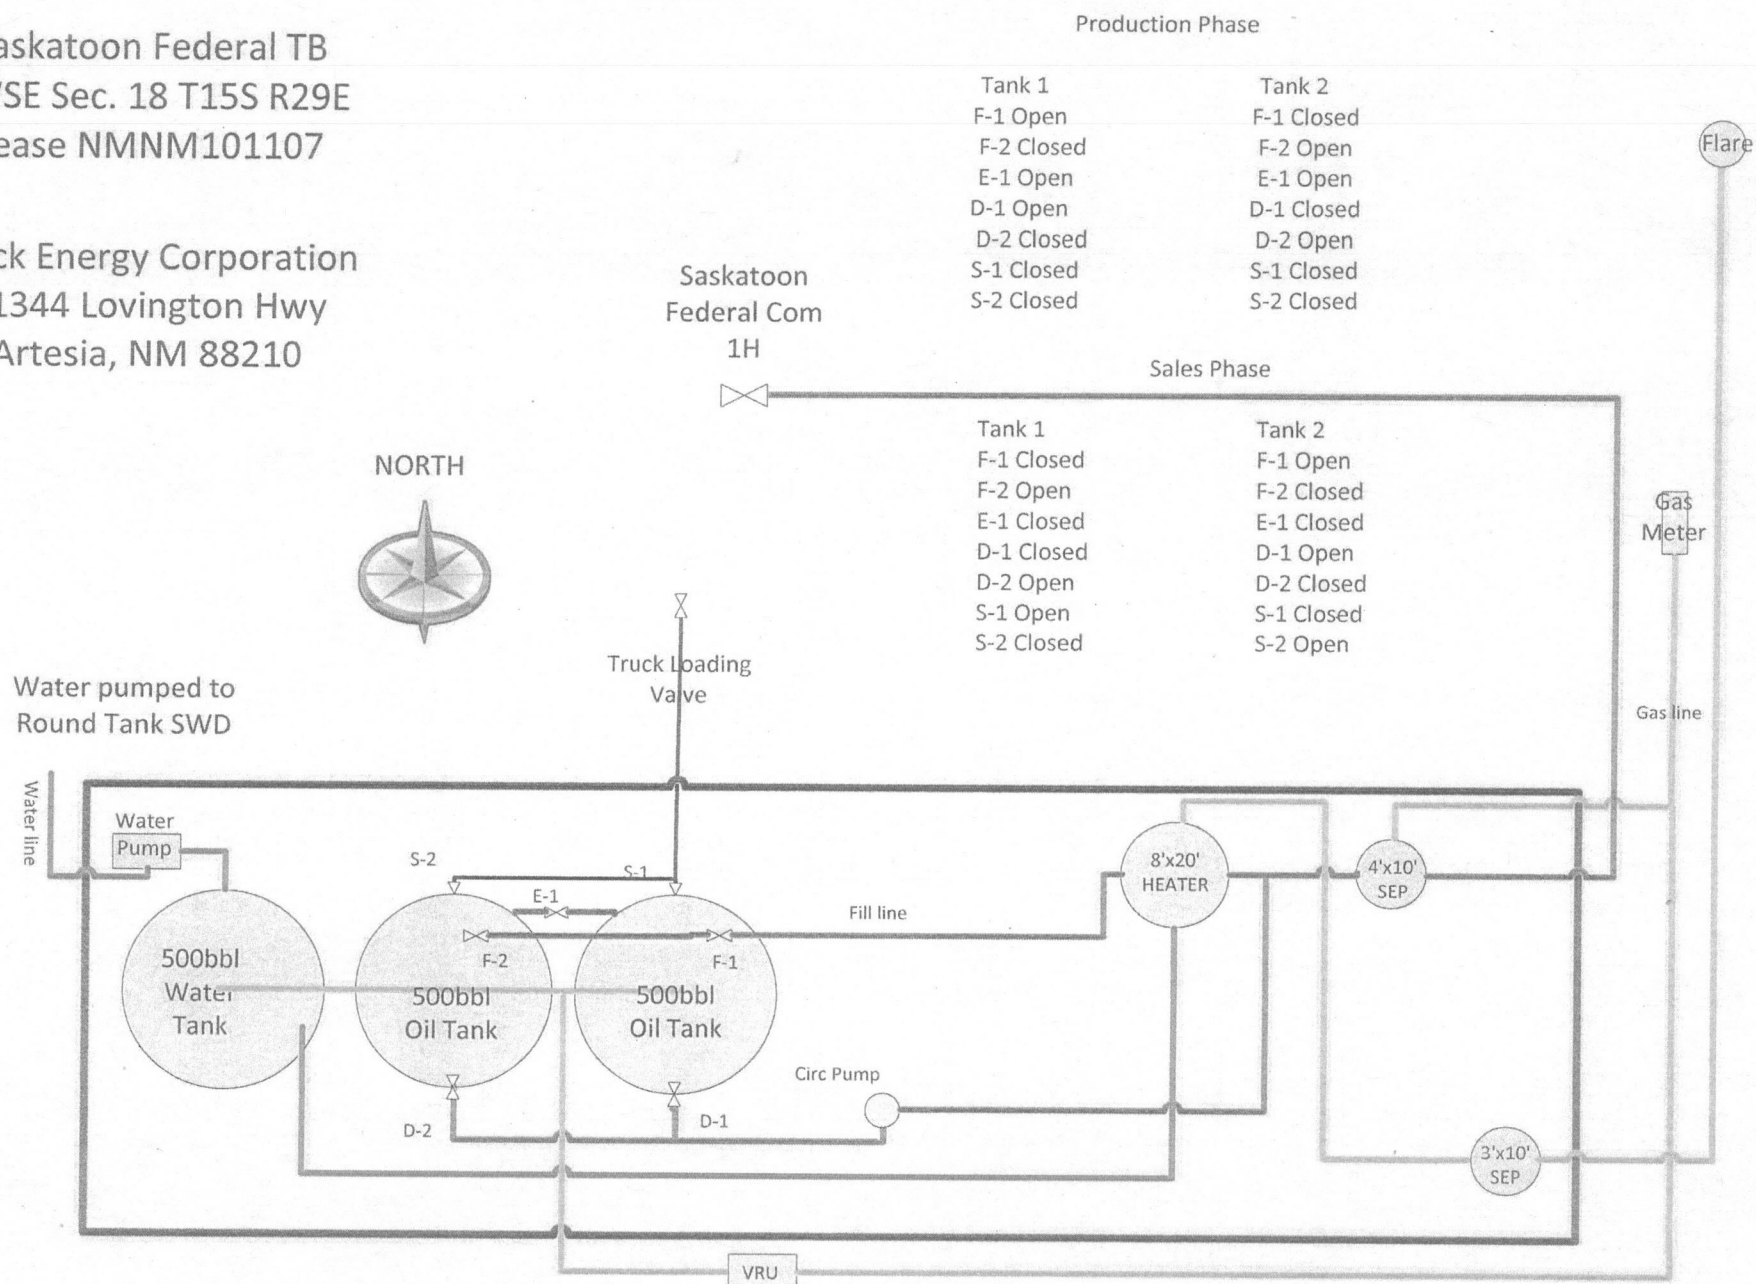 askatoon Federal TB
/SE Sec. 18 T15S R29E
ease NMNM101107
ck Energy Corporation
1344 Lovington Hwy
Artesia, NM 88210
Production Phase
Tank 1
F-1 Open
F-2 Closed
E-1 Open
D-1 Open
D-2 Closed
S-1 Closed
S-2 Closed
Tank 2
F-1 Closed
F-2 Open
E-1 Open
D-1 Closed
D-2 Open
S-1 Closed
S-2 Closed
Flare
Saskatoon
Federal Com
1H
Sales Phase
Tank 1
F-1 Closed
F-2 Open
E-1 Closed
D-1 Closed
D-2 Open
S-1 Open
S-2 Closed
Tank 2
F-1 Open
F-2 Closed
E-1 Closed
D-1 Open
D-2 Closed
S-1 Closed
S-2 Open
NORTH
Gas
Meter
Truck Loading
Valve
Water pumped to
Round Tank SWD
Gas line
Water line
Water
Pump
S-2
S-1
E-1
8'x20'
HEATER
4'x10'
SEP
Fill line
F-2
F-1
500bbl
Water
Tank
500bbl
Oil Tank
500bbl
Oil Tank
Circ Pump
D-2
D-1
3'x10'
SEP
VRU